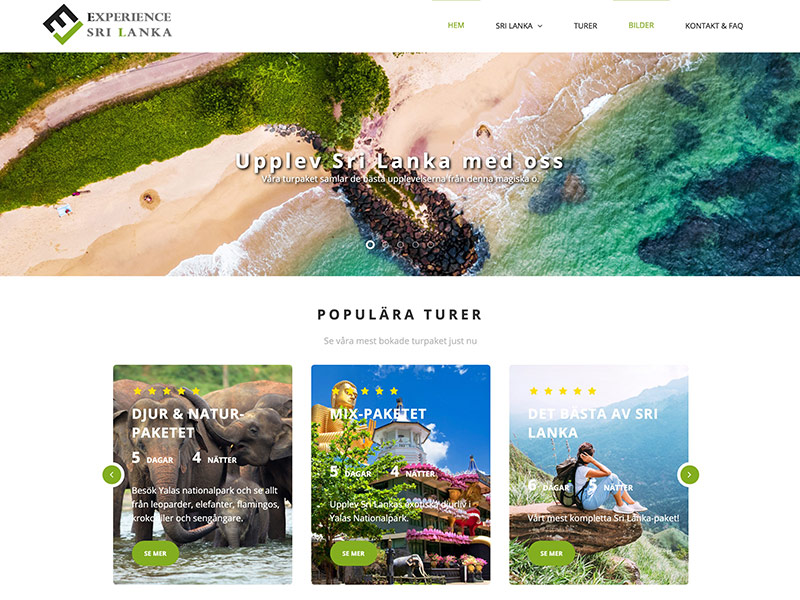 EXPERIENCE
SRI LANKA
HEM
SRI LANKA
TURER
BILDER
KONTAKT & FAQ
Upplev Sri Lanka med oss
Våra turpaket samlar de bästa upplevelserna från denna magiska ö.
POPULÄRA TURER
Se våra mest bokade turpaket just nu
DJUR & NATUR-
PAKETET
5 DAGAR 4 NÄTTER
Besök Yalas nationalpark och se allt
från leoparder, elefanter, flamingos,
krokodiler och sengångare.
SE MER
MIX-PAKETET
5 DAGAR 4 NÄTTER
Upplev Sri Lankas exotiska djurliv i
Yalas Nationalpark.
SE MER
DET BÄSTA AV SRI
LANKA
6 DAGAR 5 NÄTTER
Vårt mest kompletta Sri Lanka-paket!
SE MER